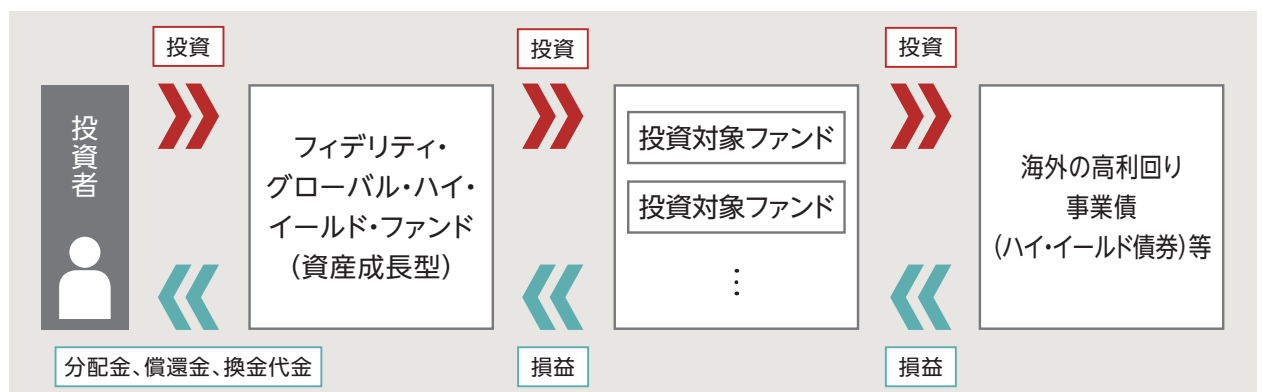 投資
投資
投資
投資者
フィデリティ・
グローバル・ハイ・
イールド・ファンド
（資産成長型）
投資対象ファンド
投資対象ファンド
⋮
海外の高利回り
事業債
（ハイ・イールド債券）等
分配金、償還金、換金代金
損益
損益